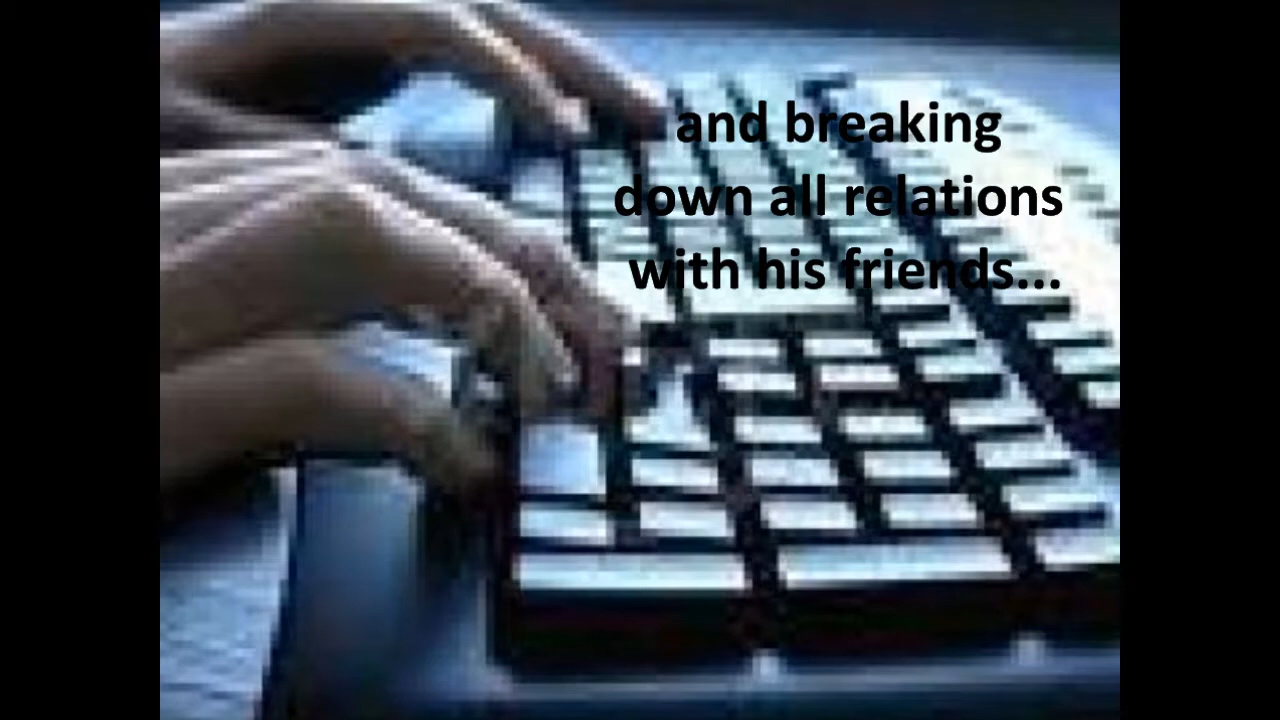 and breaking
down all relations
with his friends...